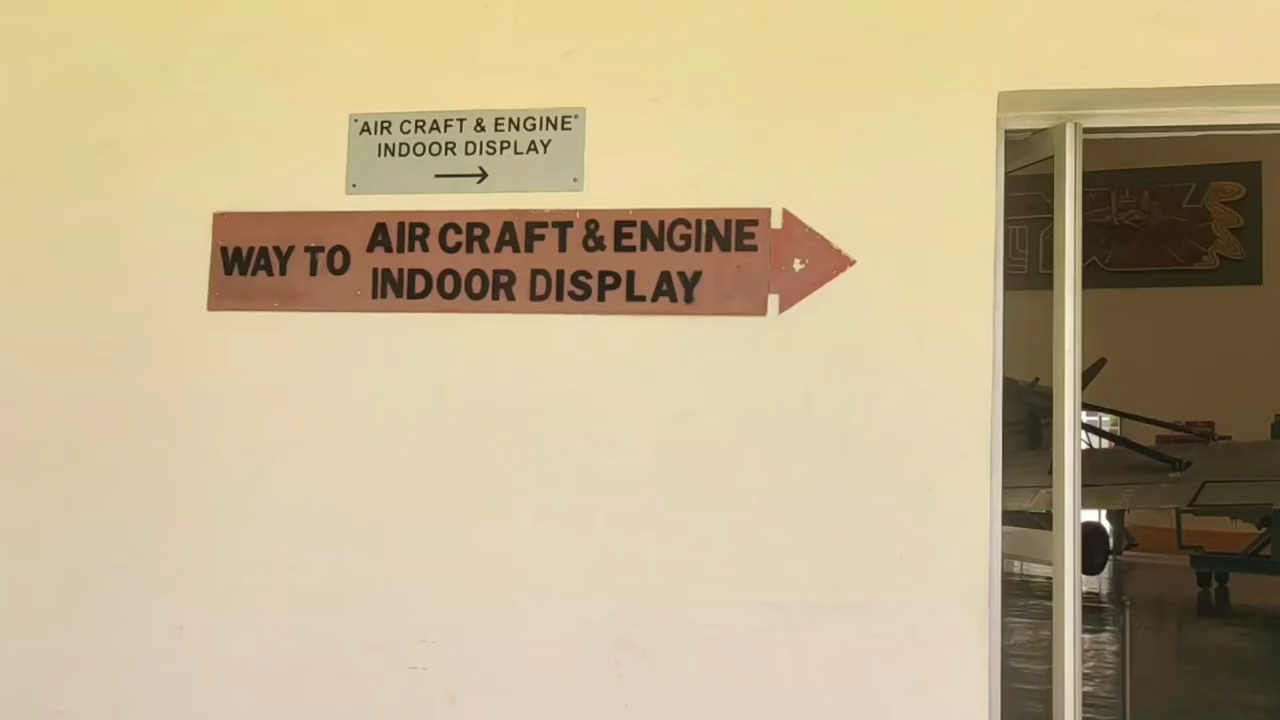 AIR CRAFT & ENGINE
INDOOR DISPLAY
WAY TO AIR CRAFT & ENGINE
INDOOR DISPLAY